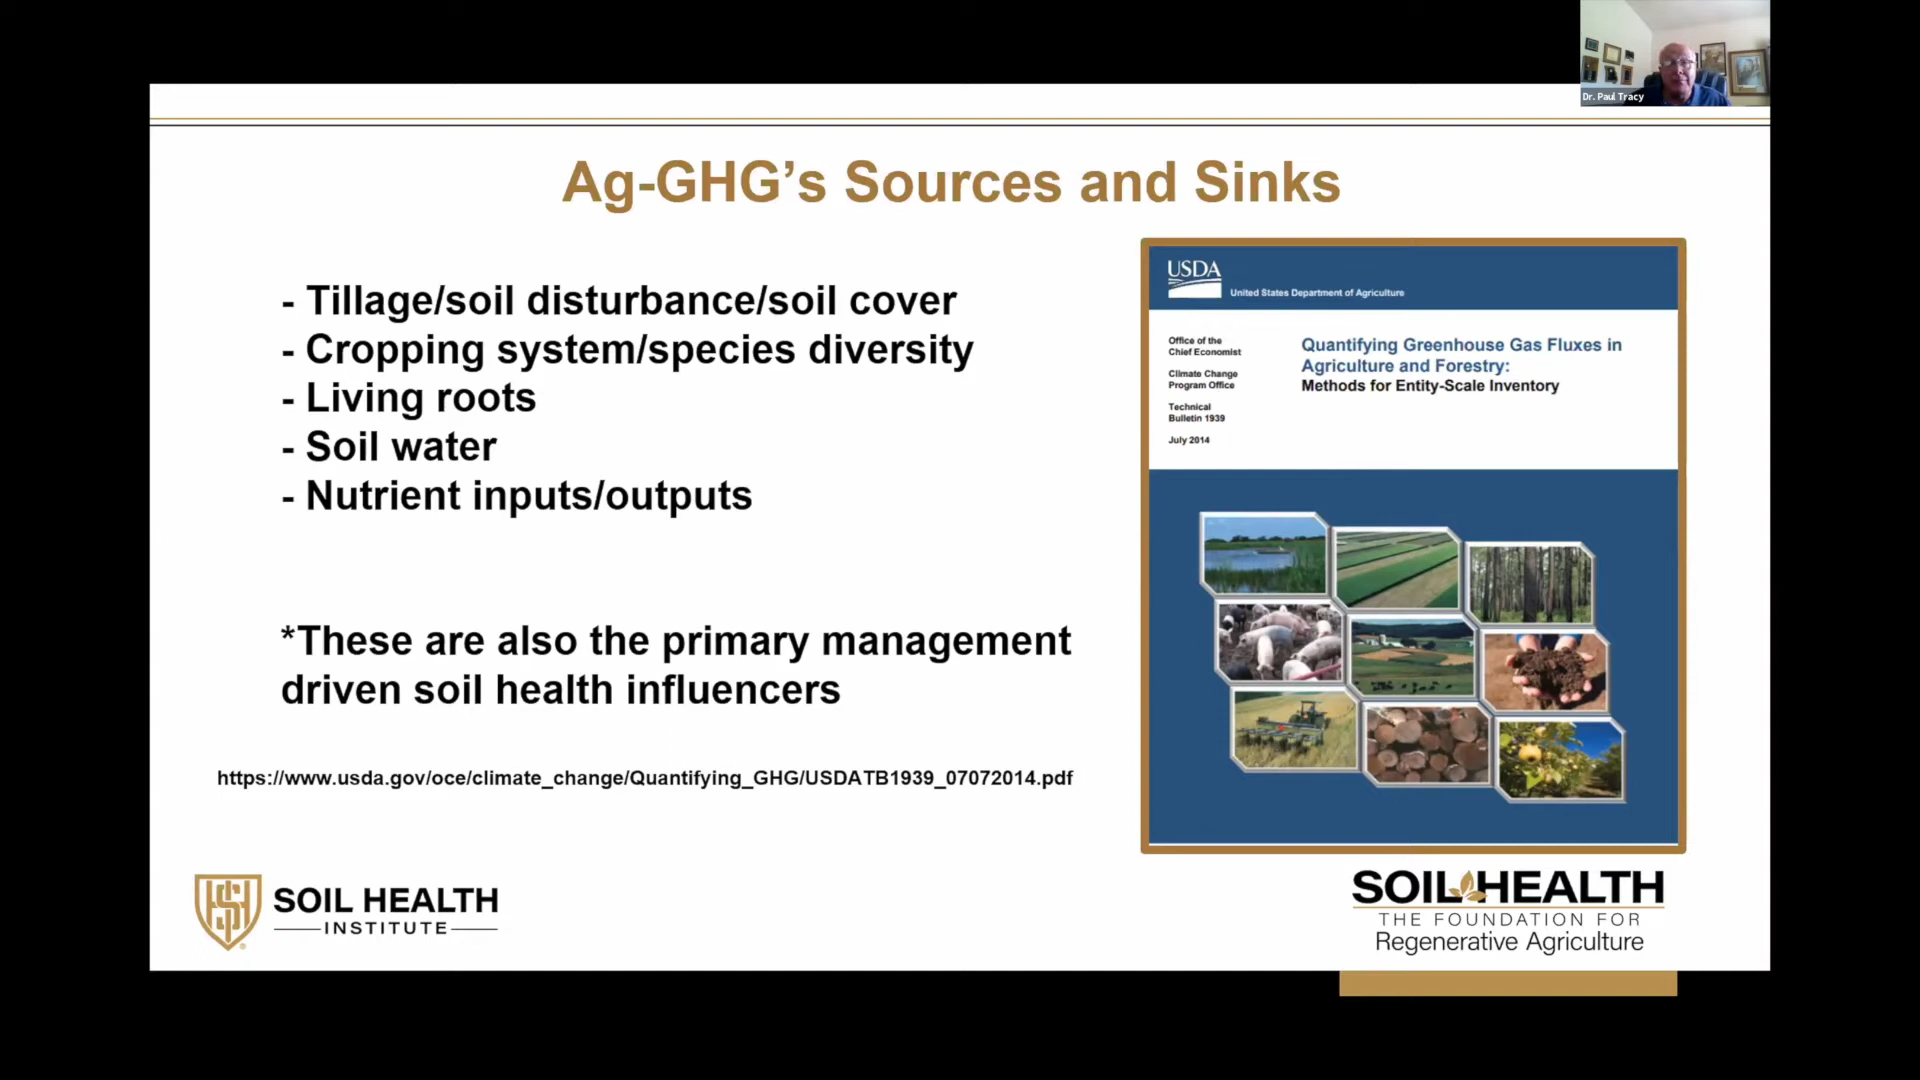 Dr. Paul Tracy
Ag-GHG’s Sources and Sinks
- Tillage/soil disturbance/soil cover
- Cropping system/species diversity
- Living roots
- Soil water
- Nutrient inputs/outputs
*These are also the primary management
driven soil health influencers
https://www.usda.gov/oce/climate_change/Quantifying_GHG/USDATB1939_07072014.pdf
USDA
United States Department of Agriculture
Office of the
Chief Economist
Climate Change
Program Office
Technical
Bulletin 1939
July 2014
Quantifying Greenhouse Gas Fluxes in
Agriculture and Forestry:
Methods for Entity-Scale Inventory
SOIL HEALTH
INSTITUTE
SOIL HEALTH
THE FOUNDATION FOR
Regenerative Agriculture